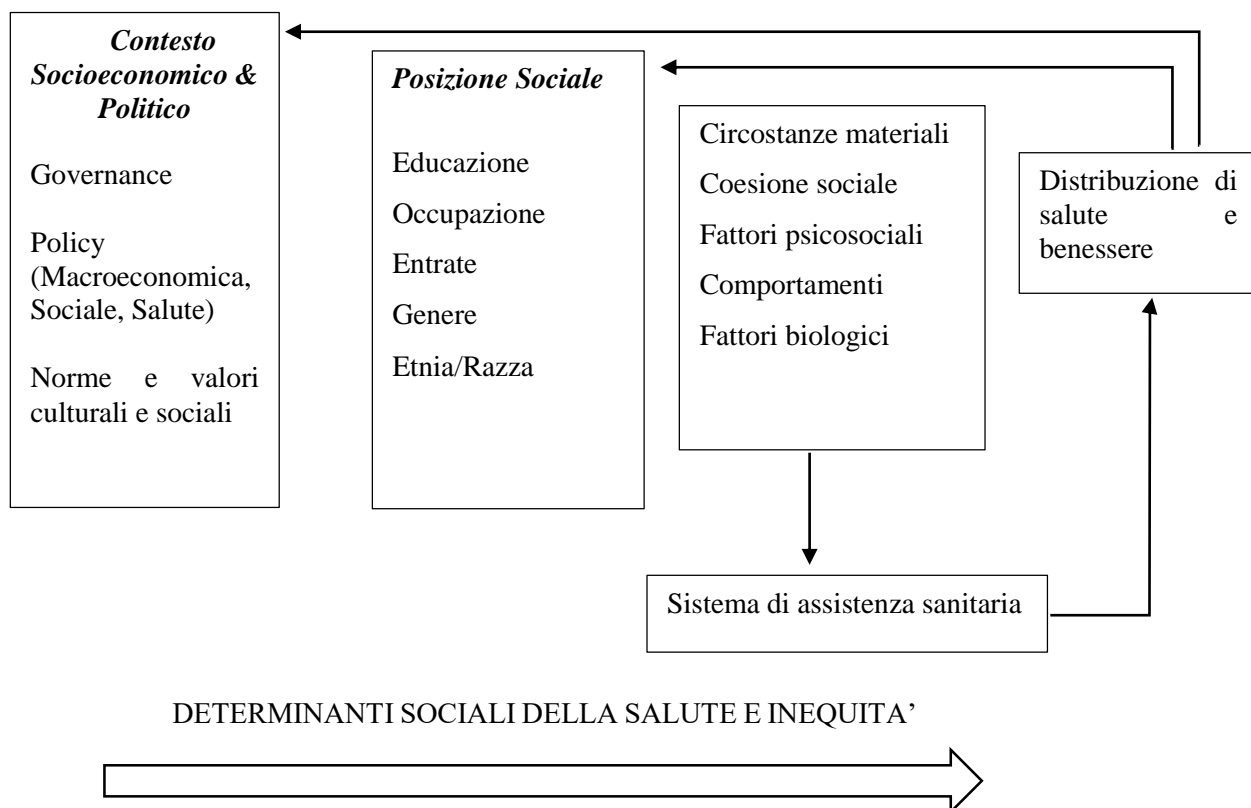 Contesto
Socioeconomico &
Politico
Governance
Policy
(Macroeconomica,
Sociale, Salute)
Norme e valori
culturali e sociali
Posizione Sociale
Educazione
Occupazione
Entrate
Genere
Etnia/Razza
Circostanze materiali
Coesione sociale
Fattori psicosociali
Comportamenti
Fattori biologici
Distribuzione di
salute e
benessere
Sistema di assistenza sanitaria
DETERMINANTI SOCIALI DELLA SALUTE E INEQUITA’